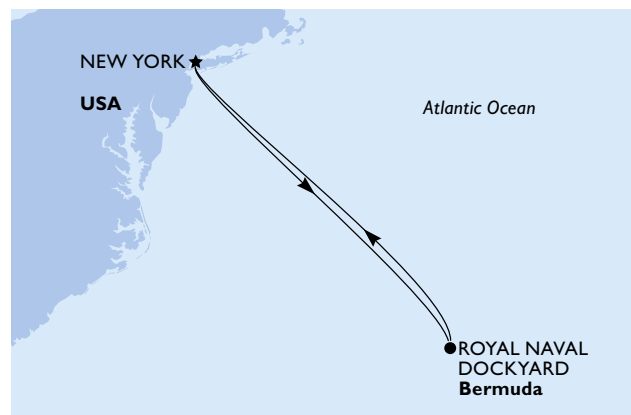 NEW YORK
USA
Atlantic Ocean
ROYAL NAVAL
DOCKYARD
Bermuda